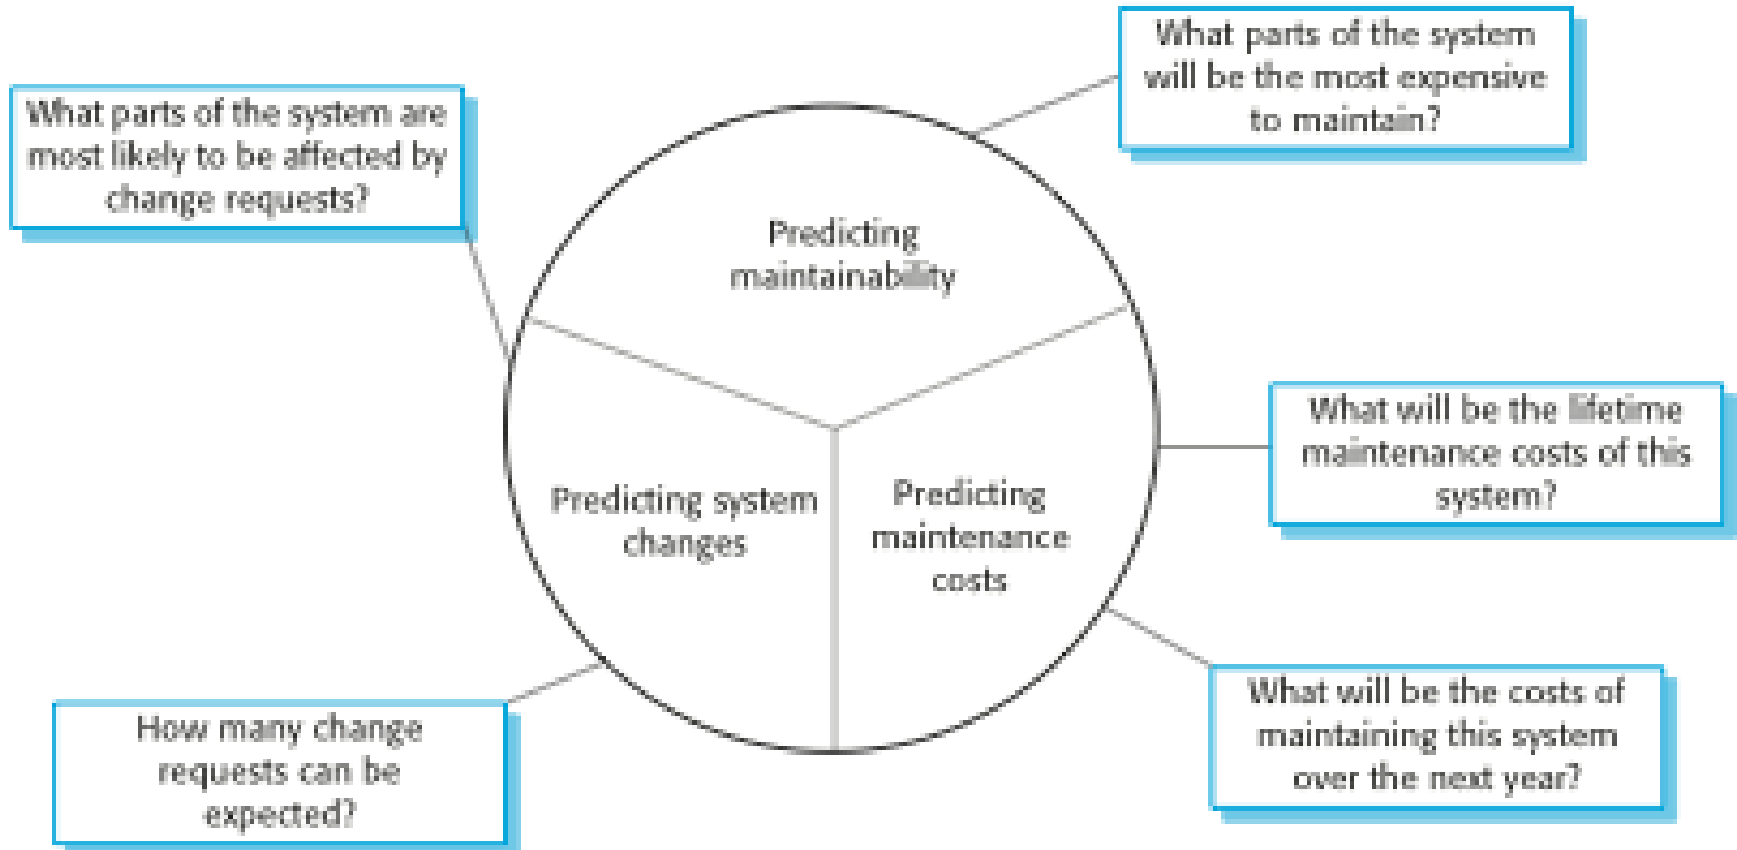 What parts of the system
will be the most expensive
to maintain?
What parts of the system are
most likely to be affected by
change requests?
Predicting
maintainability
What will be the lifetime
maintenance costs of this
system?
Predicting system
changes
Predicting
maintenance
costs
What will be the costs of
maintaining this system
over the next year?
How many change
requests can be
expected?